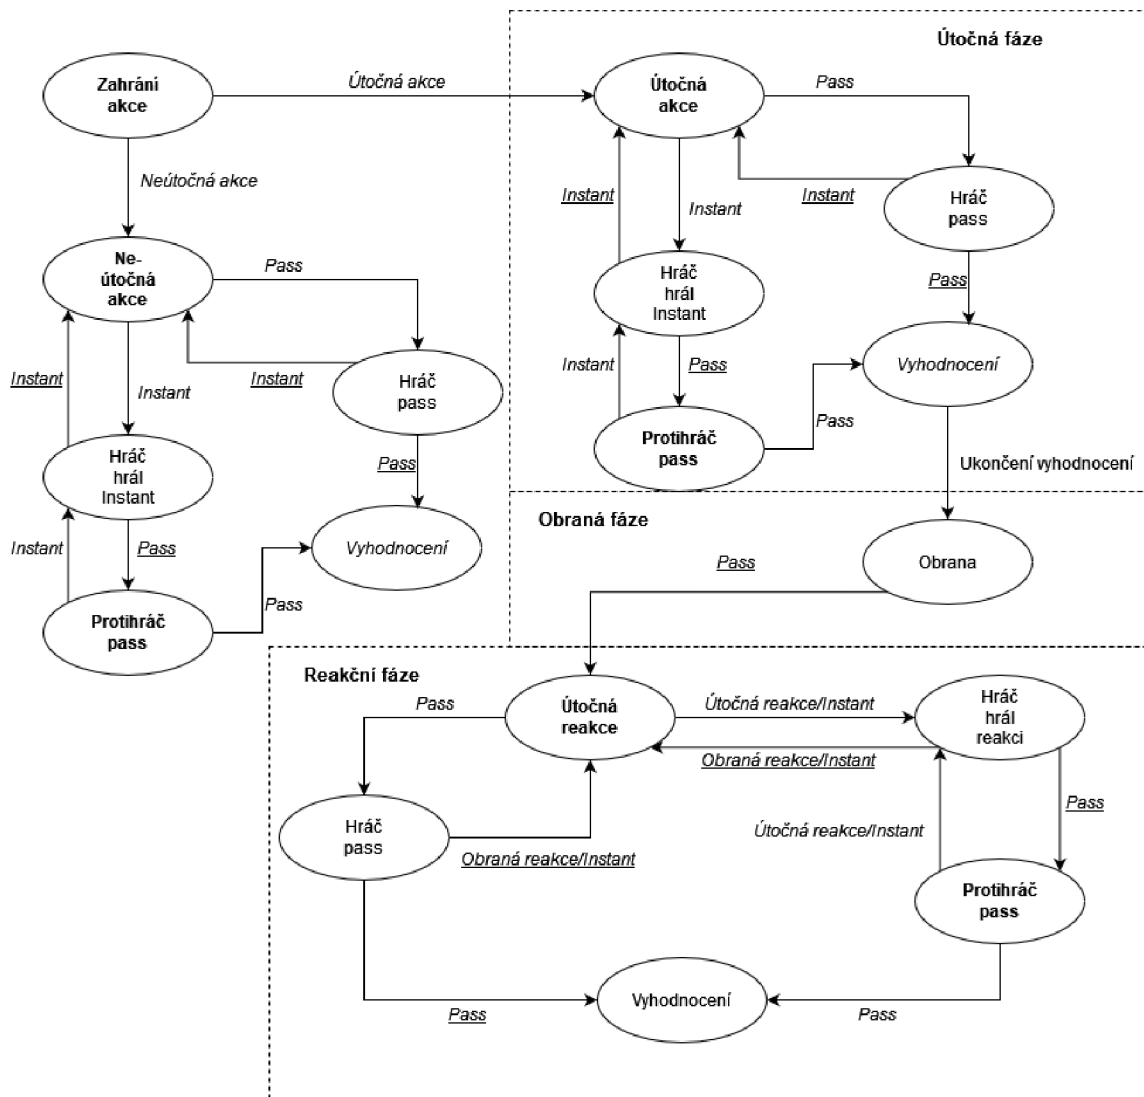 Útočná fáze
Zahrání
akce
Útočná akce
Útočná
akce
Pass
Neútočná akce
Instant
Instant
Instant
Hráč
pass
Ne-
útočná
akce
Pass
Hráč
hrál
Instant
Pass
Instant
Instant
Instant
Hráč
pass
Instant
Pass
Vyhodnocení
Pass
Protihráč
pass
Hráč
hrál
Instant
Pass
Ukončení vyhodnocení
Instant
Pass
Vyhodnocení
Obraná fáze
Pass
Obrana
Pass
Protihráč
pass
Reakční fáze
Pass
Útočná
reakce
Útočná reakce/Instant
Hráč
hrál
reakci
Obraná reakce/Instant
Pass
Hráč
pass
Obraná reakce/Instant
Útočná reakce/Instant
Protihráč
pass
Vyhodnocení
Pass
Pass